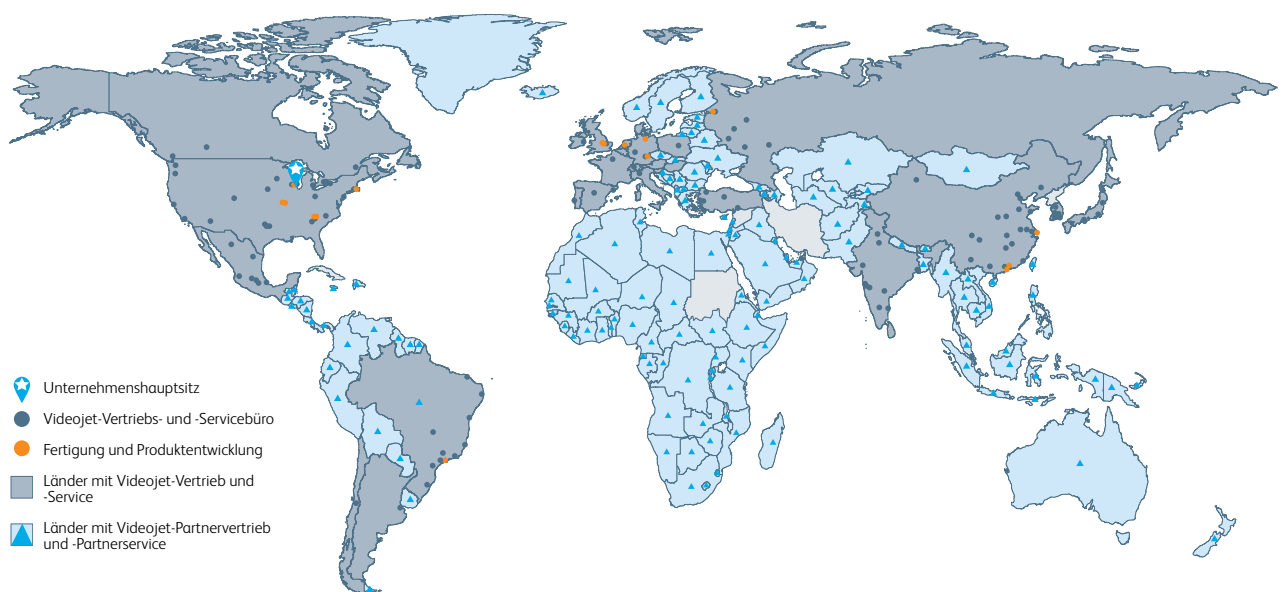 Unternehmenshauptsitz
Videojet-Vertriebs- und -Servicebüro
Fertigung und Produktentwicklung
Länder mit Videojet-Vertrieb und
-Service
Länder mit Videojet-Partnervertrieb
und -Partnerservice